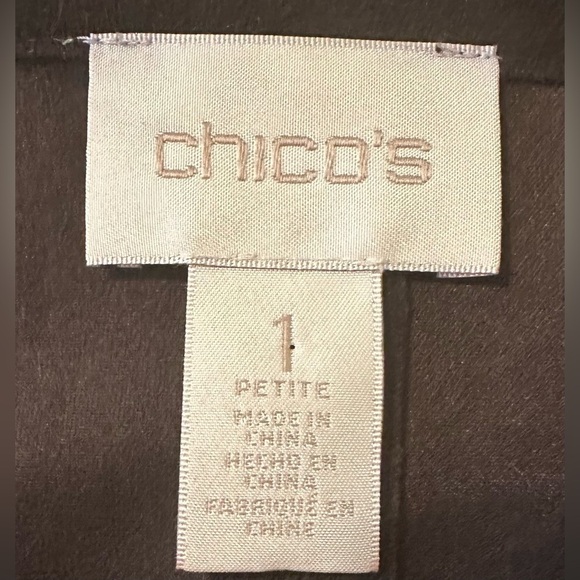 chico's
1
PETITE
MADE IN
CHINA
HECHO EN
CHINA
FABRIQUÉ EN
CHINE